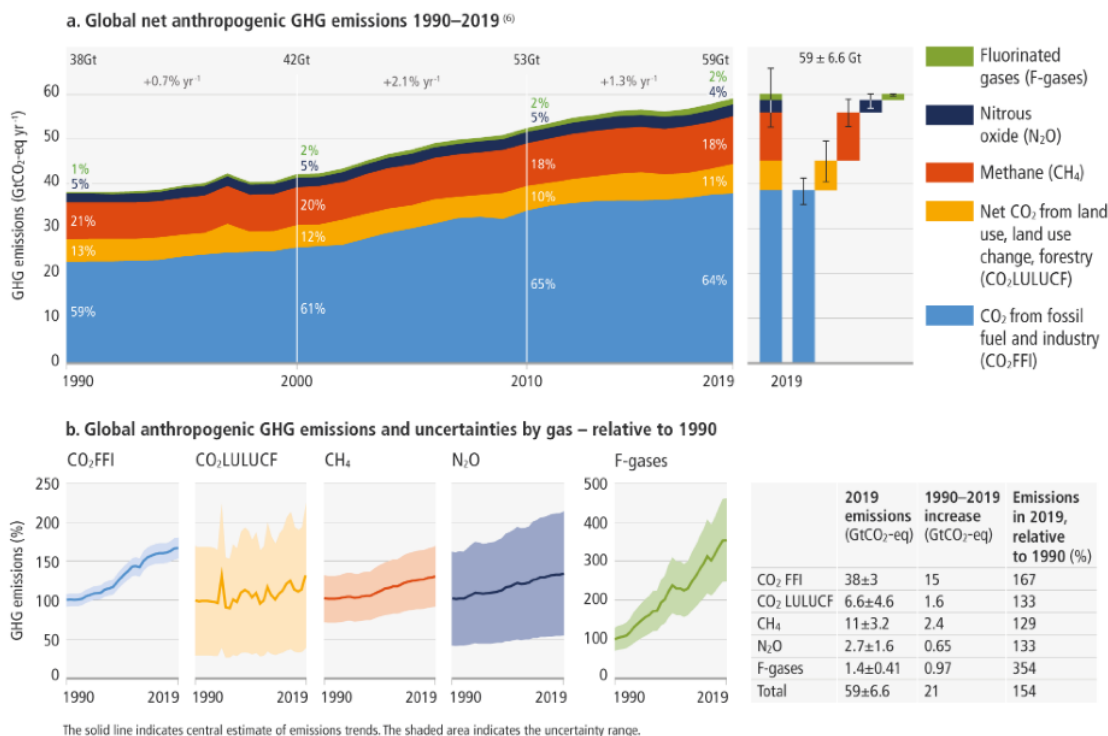 a. Global net anthropogenic GHG emissions 1990–2019 (6)
38Gt 42Gt 53Gt 59Gt
+0.7% yr⁻¹ +2.1% yr⁻¹ +1.3% yr⁻¹
GHG emissions (GtCO₂-eq yr⁻¹)
60
50
40
30
20
10
0
1%
5%
21%
13%
59%
2%
5%
20%
12%
61%
2%
5%
18%
10%
65%
2%
4%
18%
11%
64%
1990 2000 2010 2019
59 ± 6.6 Gt
2019
Fluorinated
gases (F-gases)
Nitrous
oxide (N₂O)
Methane (CH₄)
Net CO₂ from land
use, land use
change, forestry
(CO₂LULUCF)
CO₂ from fossil
fuel and industry
(CO₂FFI)
b. Global anthropogenic GHG emissions and uncertainties by gas – relative to 1990
CO₂FFI CO₂LULUCF CH₄ N₂O F-gases
GHG emissions (%)
250
200
150
100
50
0
500
400
300
200
100
0
1990 2019 1990 2019 1990 2019 1990 2019 1990 2019
2019 emissions (GtCO₂-eq) 1990–2019 increase (GtCO₂-eq) Emissions in 2019, relative to 1990 (%)
CO₂ FFI 38±3 15 167
CO₂ LULUCF 6.6±4.6 1.6 133
CH₄ 11±3.2 2.4 129
N₂O 2.7±1.6 0.65 133
F-gases 1.4±0.41 0.97 354
Total 59±6.6 21 154
The solid line indicates central estimate of emissions trends. The shaded area indicates the uncertainty range.